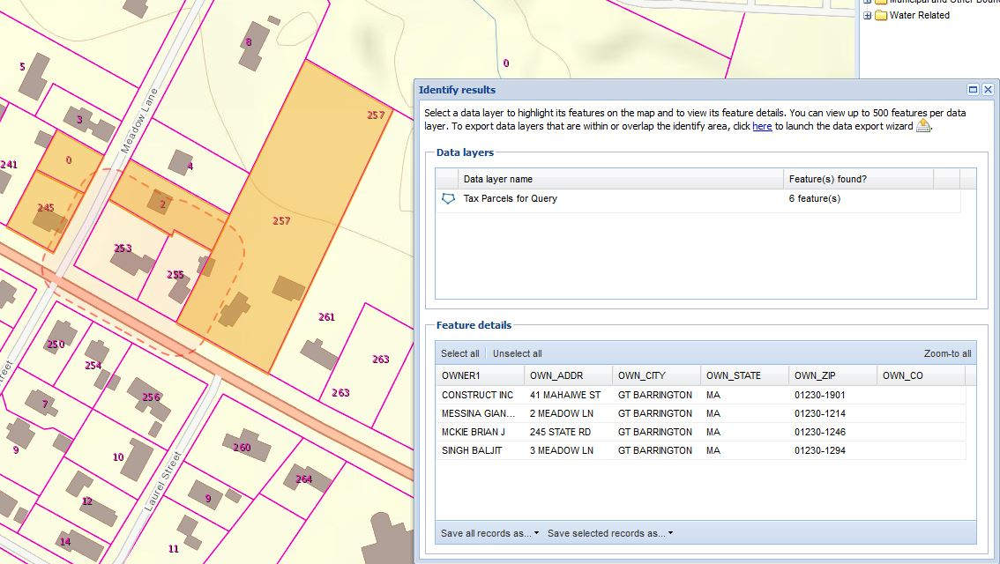 Municipal and Other Bound
Water Related
8
5
0
Meadow Lane
3
257
0
241
4
245
2
257
253
255
261
250
254
263
263
256
7
9
260
10
264
Laurel Street
9
12
14
11
reet
Identify results
Select a data layer to highlight its features on the map and to view its feature details. You can view up to 500 features per data
layer. To export data layers that are within or overlap the identify area, click here to launch the data export wizard .
Data layers
Data layer name Feature(s) found?
Tax Parcels for Query 6 feature(s)
Feature details
Select all Unselect all Zoom-to all
OWNER1 OWN_ADDR OWN_CITY OWN_STATE OWN_ZIP OWN_CO
CONSTRUCT INC 41 MAHAIWE ST GT BARRINGTON MA 01230-1901
MESSINA GIAN... 2 MEADOW LN GT BARRINGTON MA 01230-1214
MCKIE BRIAN J 245 STATE RD GT BARRINGTON MA 01230-1246
SINGH BALJIT 3 MEADOW LN GT BARRINGTON MA 01230-1294
Save all records as... Save selected records as...